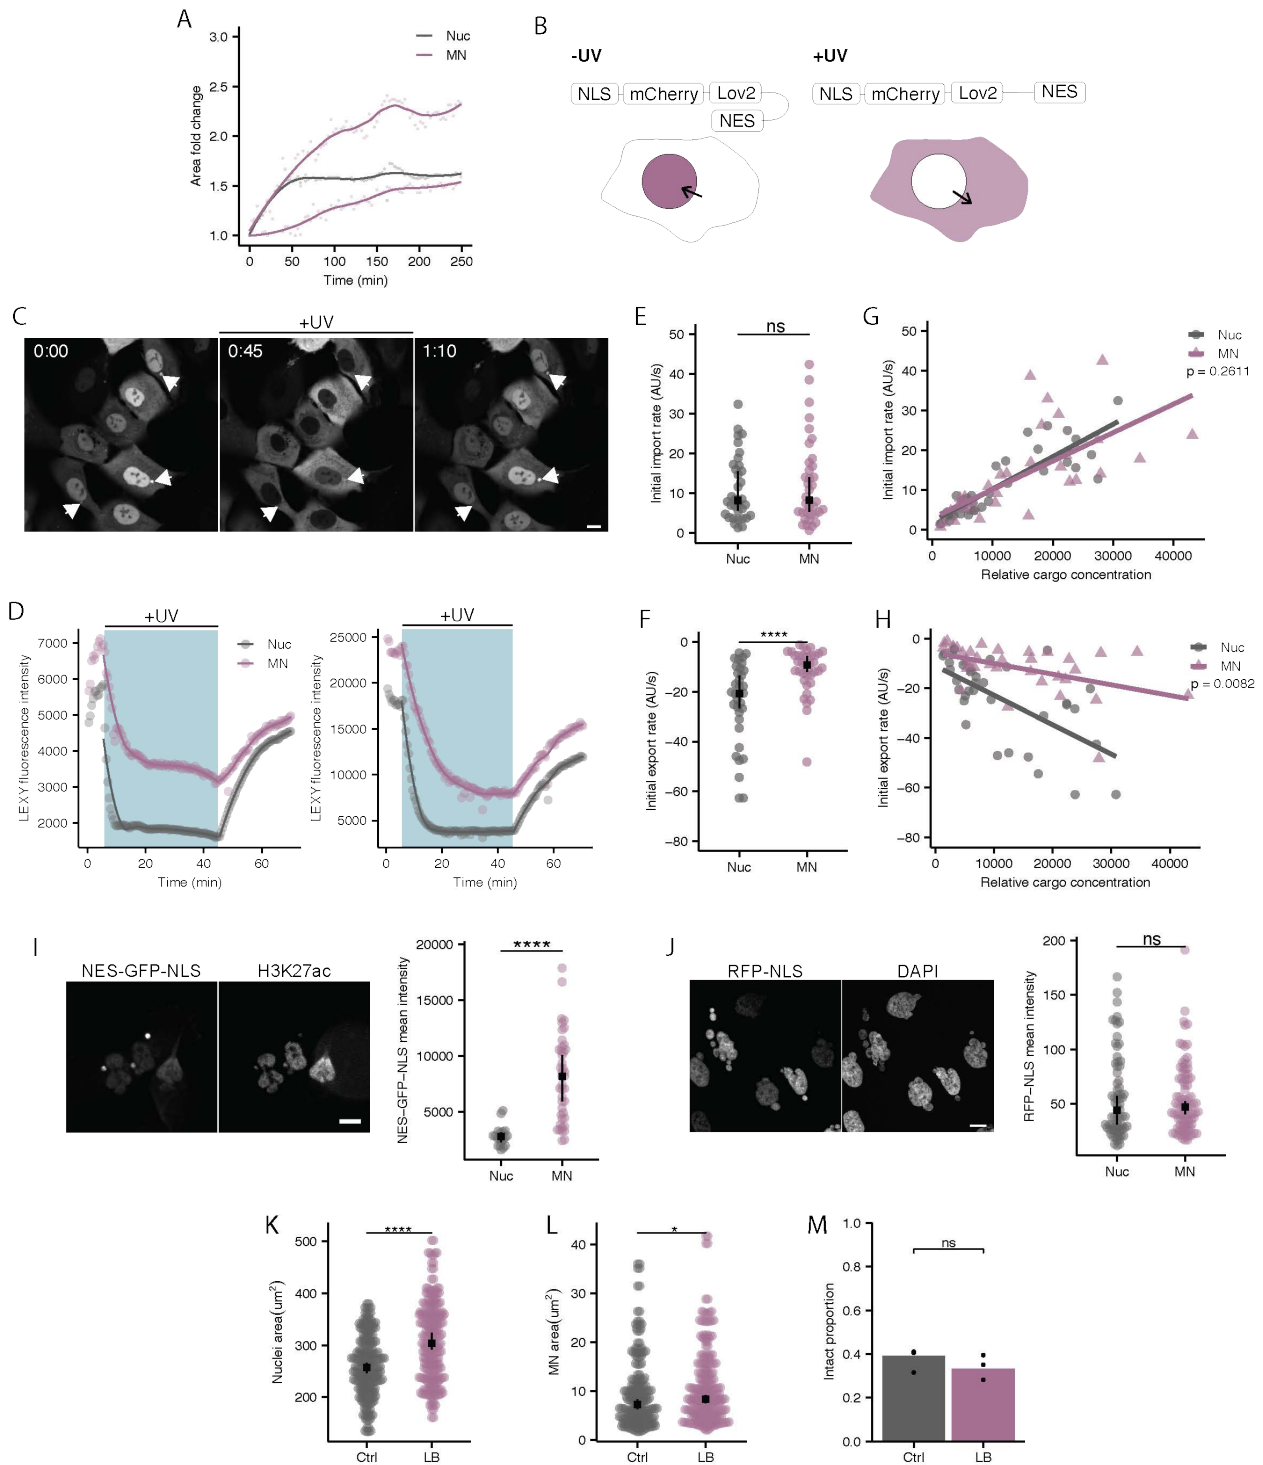 A
Nuc
MN
3.0
2.5
2.0
1.5
1.0
Area fold change
0 50 100 150 200 250
Time (min)
B
-UV
NLS mCherry Lov2
NES
+UV
NLS mCherry Lov2 NES
C
+UV
0:00
0:45
1:10
D
+UV
7000
6000
5000
4000
3000
2000
LEXY fluorescence intensity
0 20 40 60
Time (min)
Nuc
MN
+UV
25000
20000
15000
10000
5000
LEXY fluorescence intensity
0 20 40 60
Time (min)
E
ns
50
40
30
20
10
0
Initial import rate (AU/s)
Nuc MN
F
****
0
−20
−40
−60
−80
Initial export rate (AU/s)
Nuc MN
G
Nuc
MN
p = 0.2611
50
40
30
20
10
0
Initial import rate (AU/s)
0 10000 20000 30000 40000
Relative cargo concentration
H
Nuc
MN
p = 0.0082
0
−20
−40
−60
−80
Initial export rate (AU/s)
0 10000 20000 30000 40000
Relative cargo concentration
I
NES-GFP-NLS H3K27ac
****
20000
15000
10000
5000
NES−GFP−NLS mean intensity
Nuc MN
J
RFP-NLS DAPI
ns
200
150
100
50
RFP−NLS mean intensity
Nuc MN
K
****
500
400
300
200
Nuclei area(um²)
Ctrl LB
L
*
40
30
20
10
0
MN area(um²)
Ctrl LB
M
ns
1.0
0.8
0.6
0.4
0.2
0.0
Intact proportion
Ctrl LB